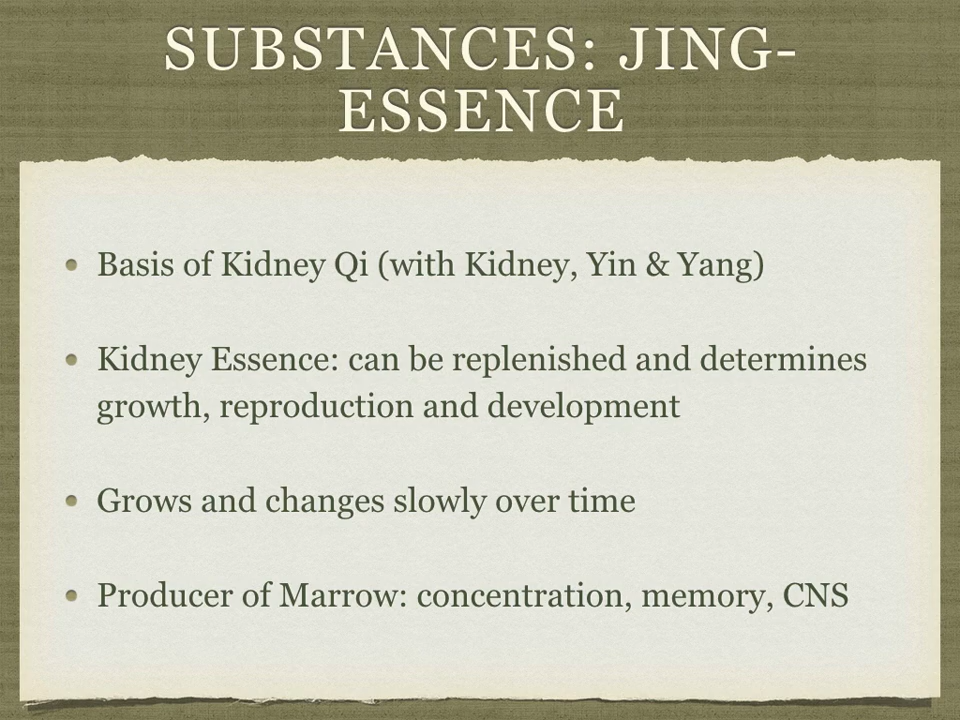 SUBSTANCES: JING-
ESSENCE
• Basis of Kidney Qi (with Kidney, Yin & Yang)
• Kidney Essence: can be replenished and determines
growth, reproduction and development
• Grows and changes slowly over time
• Producer of Marrow: concentration, memory, CNS